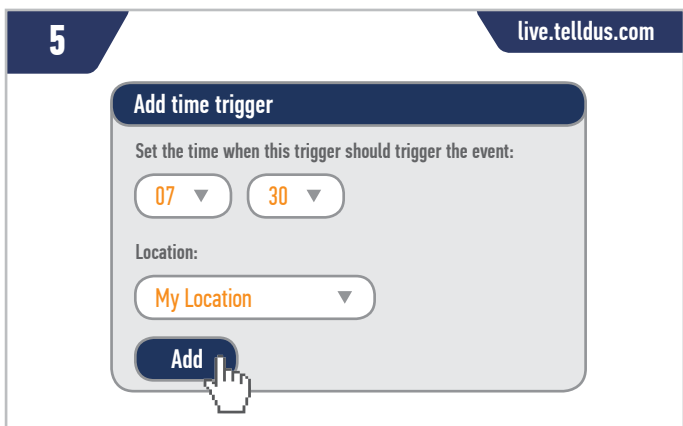 5
live.telldus.com
Add time trigger
Set the time when this trigger should trigger the event:
07 30
Location:
My Location
Add